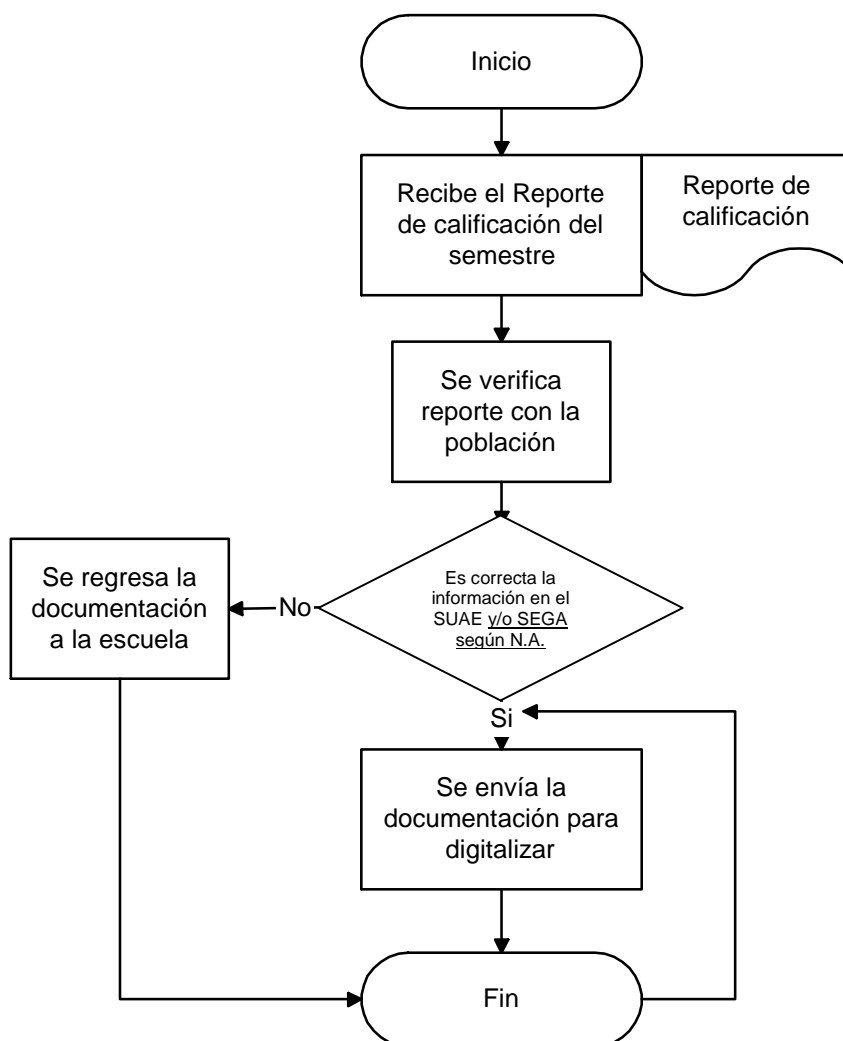 Inicio
Recibe el Reporte
de calificación del
semestre
Reporte de
calificación
Se verifica
reporte con la
población
Es correcta la
información en el
SUAE y/o SEGA
según N.A.
No
Se regresa la
documentación
a la escuela
Si
Se envía la
documentación para
digitalizar
Fin